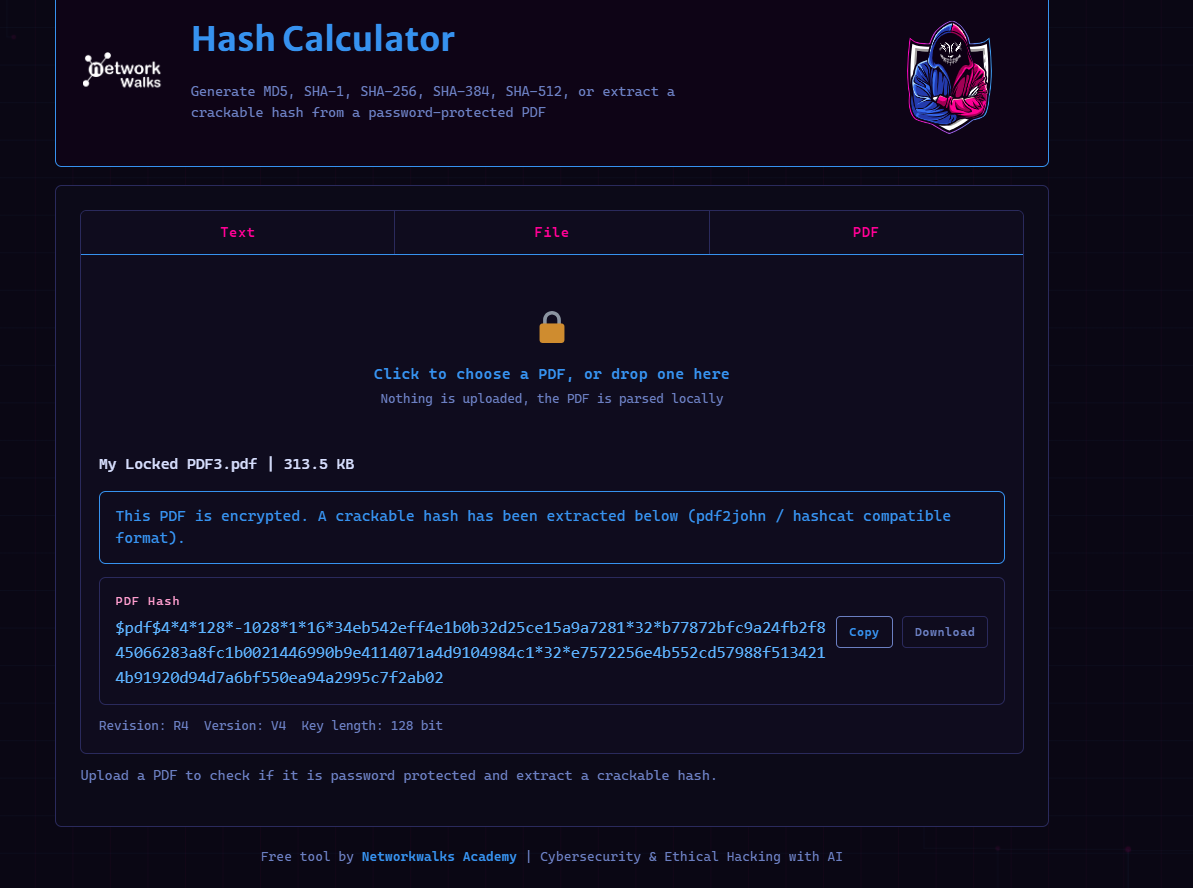 Hash Calculator
network
Walks
Generate MD5, SHA-1, SHA-256, SHA-384, SHA-512, or extract a
crackable hash from a password-protected PDF
Text
File
PDF
Click to choose a PDF, or drop one here
Nothing is uploaded, the PDF is parsed locally
My Locked PDF3.pdf | 313.5 KB
This PDF is encrypted. A crackable hash has been extracted below (pdf2john / hashcat compatible
format).
PDF Hash
$pdf$4*4*128*-1028*1*16*34eb542eff4e1b0b32d25ce15a9a7281*32*b77872bfc9a24fb2f8
45066283a8fc1b0021446990b9e4114071a4d9104984c1*32*e7572256e4b552cd57988f513421
4b91920d94d7a6bf550ea94a2995c7f2ab02
Copy
Download
Revision: R4 Version: V4 Key length: 128 bit
Upload a PDF to check if it is password protected and extract a crackable hash.
Free tool by Networkwalks Academy | Cybersecurity & Ethical Hacking with AI